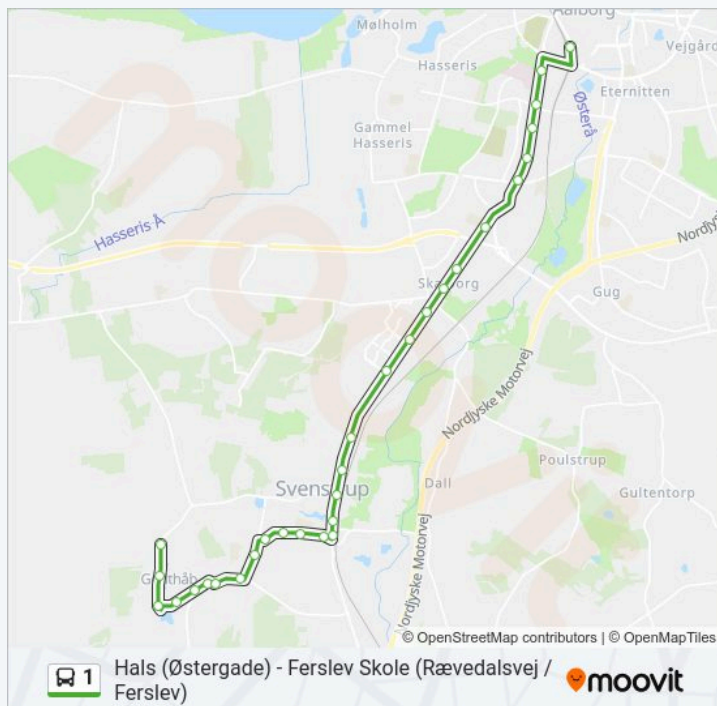 Aalborg
Mølholm
Hasseris
Vejgård
Eternitten
Østerå
Gammel
Hasseris
Hasseris Å
Skalborg
Gug
Nordjyske Motorvej
Poulstrup
Svenstrup
Dall
Gultentorp
Godthåb
Nordjyske Motorvej
© OpenStreetMap contributors | © OpenMapTiles
1
Hals (Østergade) - Ferslev Skole (Rævedalsvej /
Ferslev)
moovit